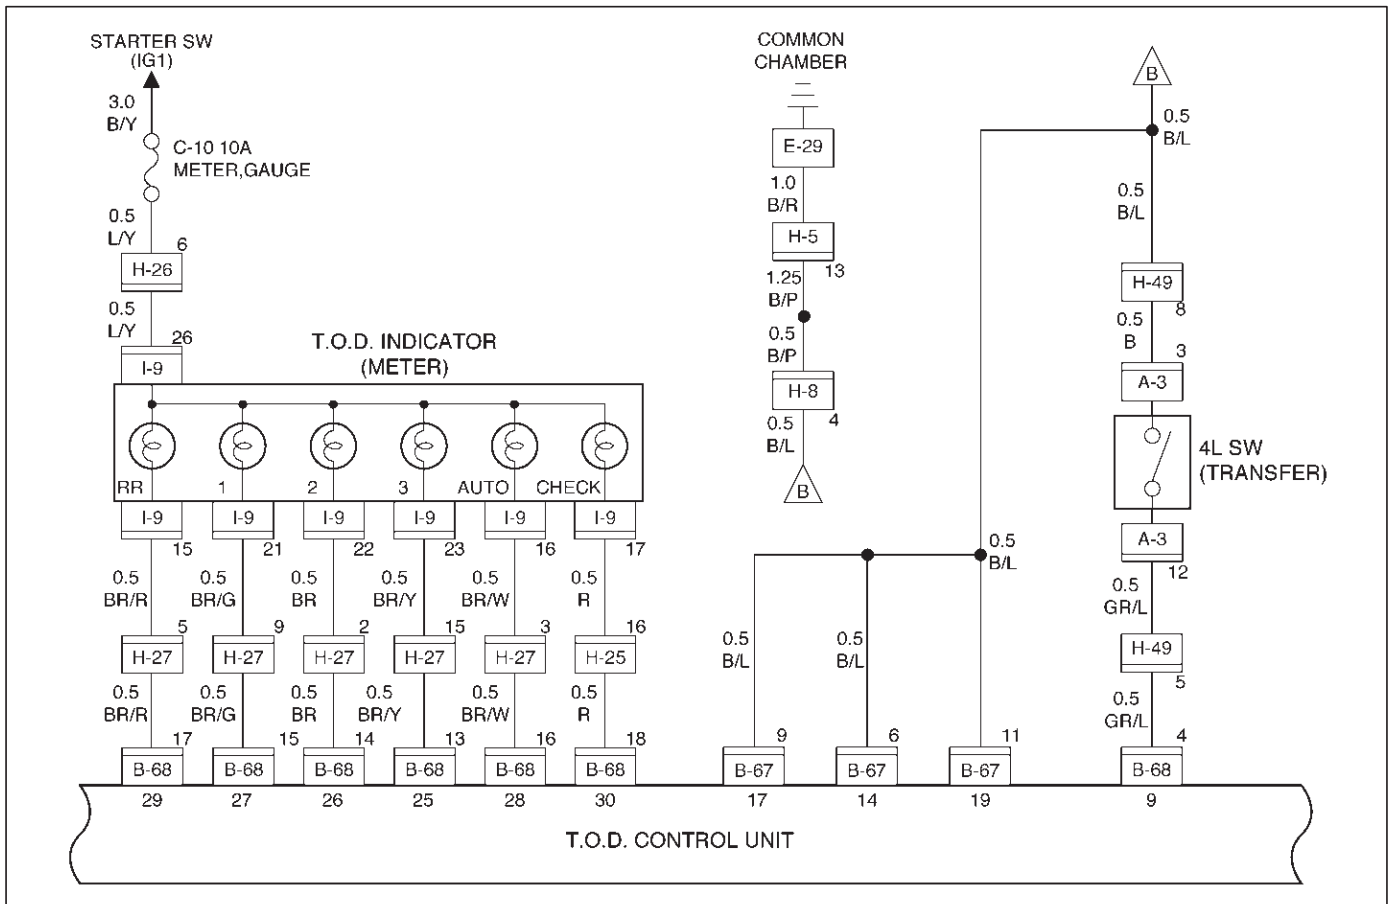 STARTER SW
(IG1)
3.0
B/Y
C-10 10A
METER,GAUGE
0.5
L/Y
6
H-26
0.5
L/Y
26
I-9
T.O.D. INDICATOR
(METER)
RR 1 2 3 AUTO CHECK
I-9 I-9 I-9 I-9 I-9 I-9
15 21 22 23 16 17
0.5 0.5 0.5 0.5 0.5 0.5
BR/R BR/G BR BR/Y BR/W R
5 9 2 15 3 16
H-27 H-27 H-27 H-27 H-27 H-25
0.5 0.5 0.5 0.5 0.5 0.5
BR/R BR/G BR BR/Y BR/W R
17 15 14 13 16 18
B-68 B-68 B-68 B-68 B-68 B-68
29 27 26 25 28 30
COMMON
CHAMBER
E-29
1.0
B/R
H-5
13
1.25
B/P
0.5
B/P
H-8
4
0.5
B/L
B
B
0.5
B/L
0.5
B/L
H-49
8
0.5
B
3
A-3
4L SW
(TRANSFER)
A-3
12
0.5
GR/L
H-49
5
0.5
GR/L
4
B-68
9
0.5
B/L
0.5 0.5
B/L B/L
9 6 11
B-67 B-67 B-67
17 14 19
T.O.D. CONTROL UNIT